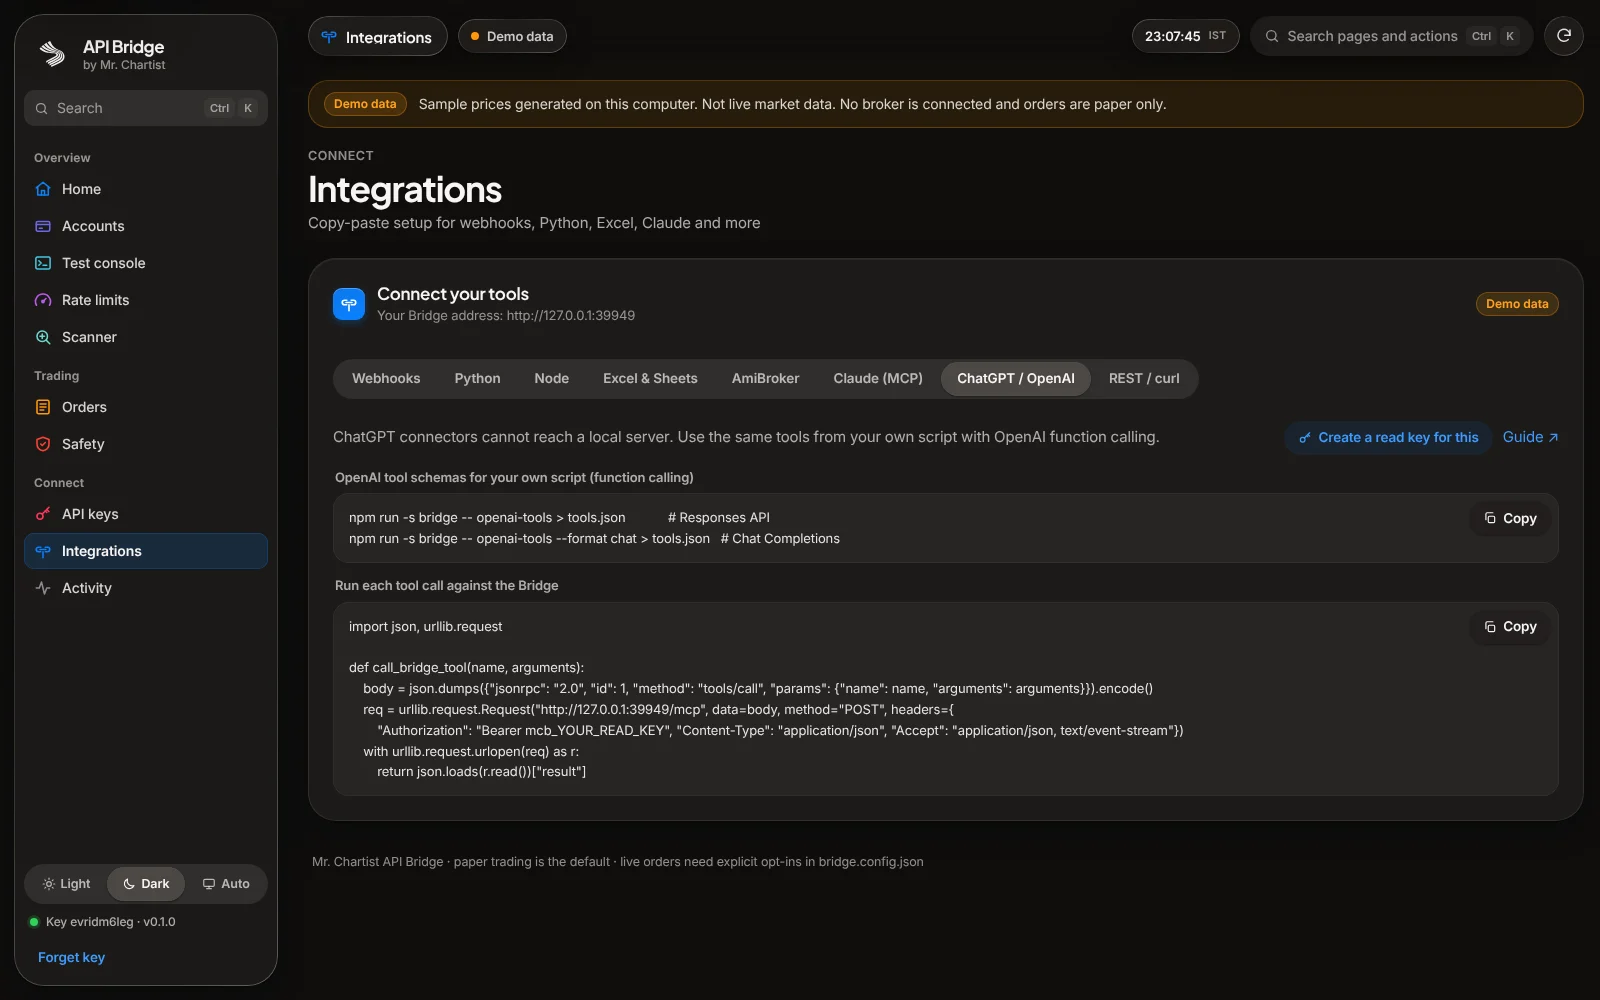 API Bridge
by Mr. Chartist
Search Ctrl K
Overview
Home
Accounts
Test console
Rate limits
Scanner
Trading
Orders
Safety
Connect
API keys
Integrations
Activity
Light Dark Auto
Key evridm6leg · v0.1.0
Forget key
Integrations Demo data 23:07:45 IST Search pages and actions Ctrl K
Demo data Sample prices generated on this computer. Not live market data. No broker is connected and orders are paper only.
CONNECT
Integrations
Copy-paste setup for webhooks, Python, Excel, Claude and more
Connect your tools
Your Bridge address: http://127.0.0.1:39949
Demo data
Webhooks Python Node Excel & Sheets AmiBroker Claude (MCP) ChatGPT / OpenAI REST / curl
ChatGPT connectors cannot reach a local server. Use the same tools from your own script with OpenAI function calling. Create a read key for this Guide ↗
OpenAI tool schemas for your own script (function calling)
npm run -s bridge -- openai-tools > tools.json # Responses API
npm run -s bridge -- openai-tools --format chat > tools.json # Chat Completions
Copy
Run each tool call against the Bridge
import json, urllib.request
Copy
def call_bridge_tool(name, arguments):
    body = json.dumps({"jsonrpc": "2.0", "id": 1, "method": "tools/call", "params": {"name": name, "arguments": arguments}}).encode()
    req = urllib.request.Request("http://127.0.0.1:39949/mcp", data=body, method="POST", headers={
        "Authorization": "Bearer mcb_YOUR_READ_KEY", "Content-Type": "application/json", "Accept": "application/json, text/event-stream"})
    with urllib.request.urlopen(req) as r:
        return json.loads(r.read())["result"]
Mr. Chartist API Bridge · paper trading is the default · live orders need explicit opt-ins in bridge.config.json